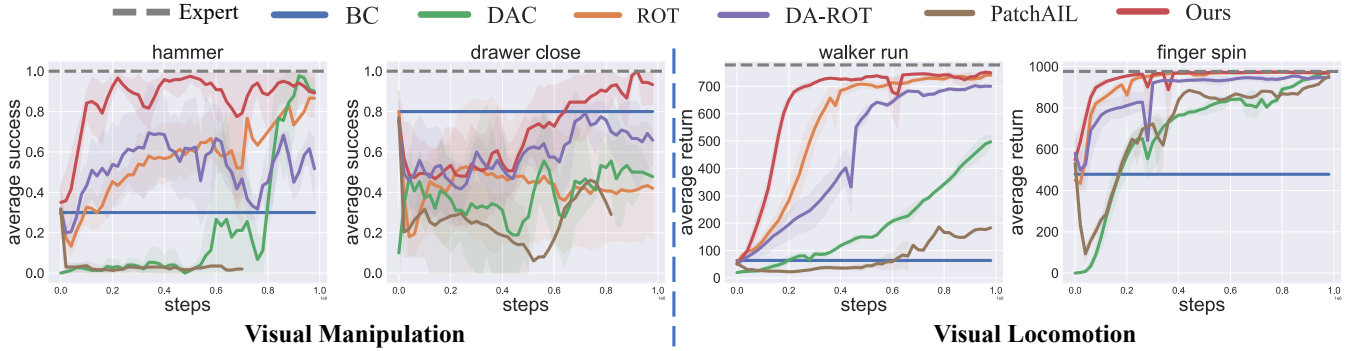 Expert BC DAC ROT DA-ROT PatchAIL Ours
hammer
average success
1.0
0.8
0.6
0.4
0.2
0.0
0.0 0.2 0.4 0.6 0.8 1.0
1e6
steps
drawer close
average success
1.0
0.8
0.6
0.4
0.2
0.0
0.0 0.2 0.4 0.6 0.8 1.0
1e6
steps
Visual Manipulation
walker run
average return
700
600
500
400
300
200
100
0
0.0 0.2 0.4 0.6 0.8 1.0
1e6
steps
finger spin
average return
1000
800
600
400
200
0
0.0 0.2 0.4 0.6 0.8 1.0
1e6
steps
Visual Locomotion